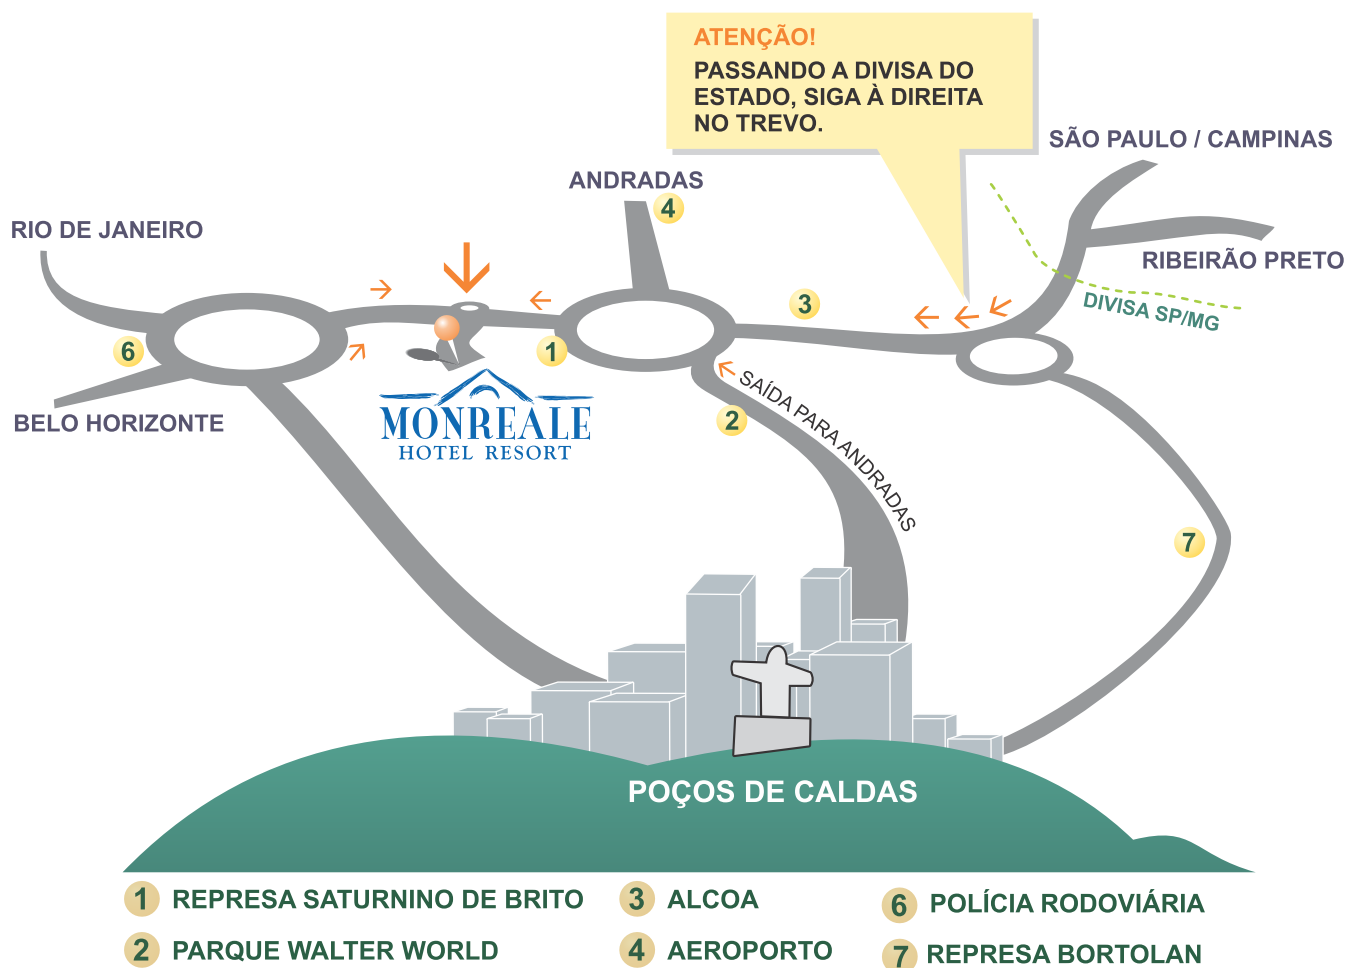 ATENÇÃO!
PASSANDO A DIVISA DO
ESTADO, SIGA À DIREITA
NO TREVO.
SÃO PAULO / CAMPINAS
ANDRADAS
4
RIO DE JANEIRO
RIBEIRÃO PRETO
3
DIVISA SP/MG
6
1
SAÍDA PARA ANDRADAS
2
BELO HORIZONTE
MONREALE
HOTEL RESORT
7
POÇOS DE CALDAS
1 REPRESA SATURNINO DE BRITO
2 PARQUE WALTER WORLD
3 ALCOA
4 AEROPORTO
6 POLÍCIA RODOVIÁRIA
7 REPRESA BORTOLAN